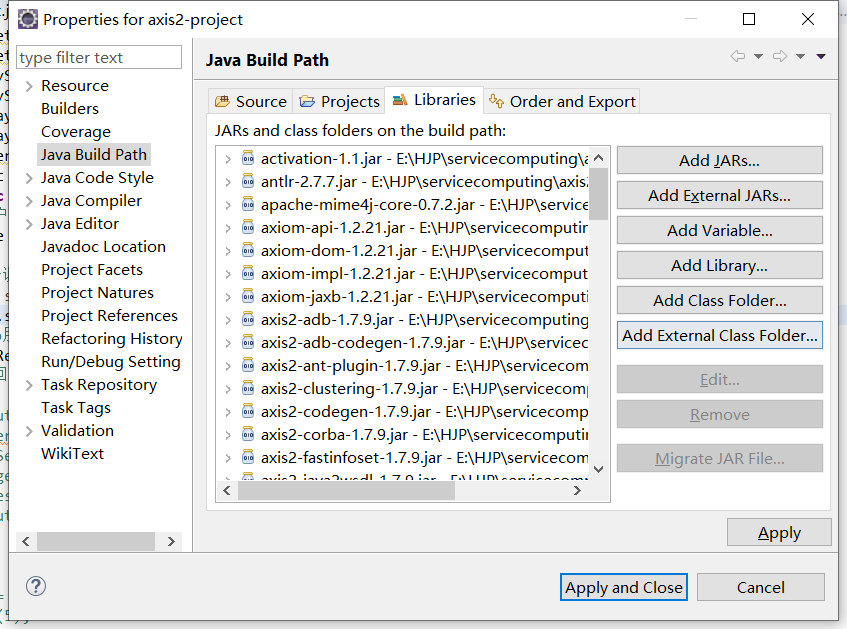 Properties for axis2-project
type filter text
Resource
Builders
Coverage
Java Build Path
Java Code Style
Java Compiler
Java Editor
Javadoc Location
Project Facets
Project Natures
Project References
Refactoring History
Run/Debug Setting
Task Repository
Task Tags
Validation
WikiText
Java Build Path
Source
Projects
Libraries
Order and Export
JARs and class folders on the build path:
activation-1.1.jar - E:\HJP\servicecomputing\a
antlr-2.7.7.jar - E:\HJP\servicecomputing\axis
apache-mime4j-core-0.7.2.jar - E:\HJP\service
axiom-api-1.2.21.jar - E:\HJP\servicecomputin
axiom-dom-1.2.21.jar - E:\HJP\servicecomput
axiom-impl-1.2.21.jar - E:\HJP\servicecomput
axiom-jaxb-1.2.21.jar - E:\HJP\servicecomputi
axis2-adb-1.7.9.jar - E:\HJP\servicecomputing
axis2-adb-codegen-1.7.9.jar - E:\HJP\servicec
axis2-ant-plugin-1.7.9.jar - E:\HJP\servicecom
axis2-clustering-1.7.9.jar - E:\HJP\servicecom
axis2-codegen-1.7.9.jar - E:\HJP\servicecomp
axis2-corba-1.7.9.jar - E:\HJP\servicecomputi
axis2-fastinfoset-1.7.9.jar - E:\HJP\servicecom
axis2-java2wsdl-1.7.9.jar - E:\HJP\servicecom
Add JARs...
Add External JARs...
Add Variable...
Add Library...
Add Class Folder...
Add External Class Folder...
Edit...
Remove
Migrate JAR File...
Apply
Apply and Close
Cancel